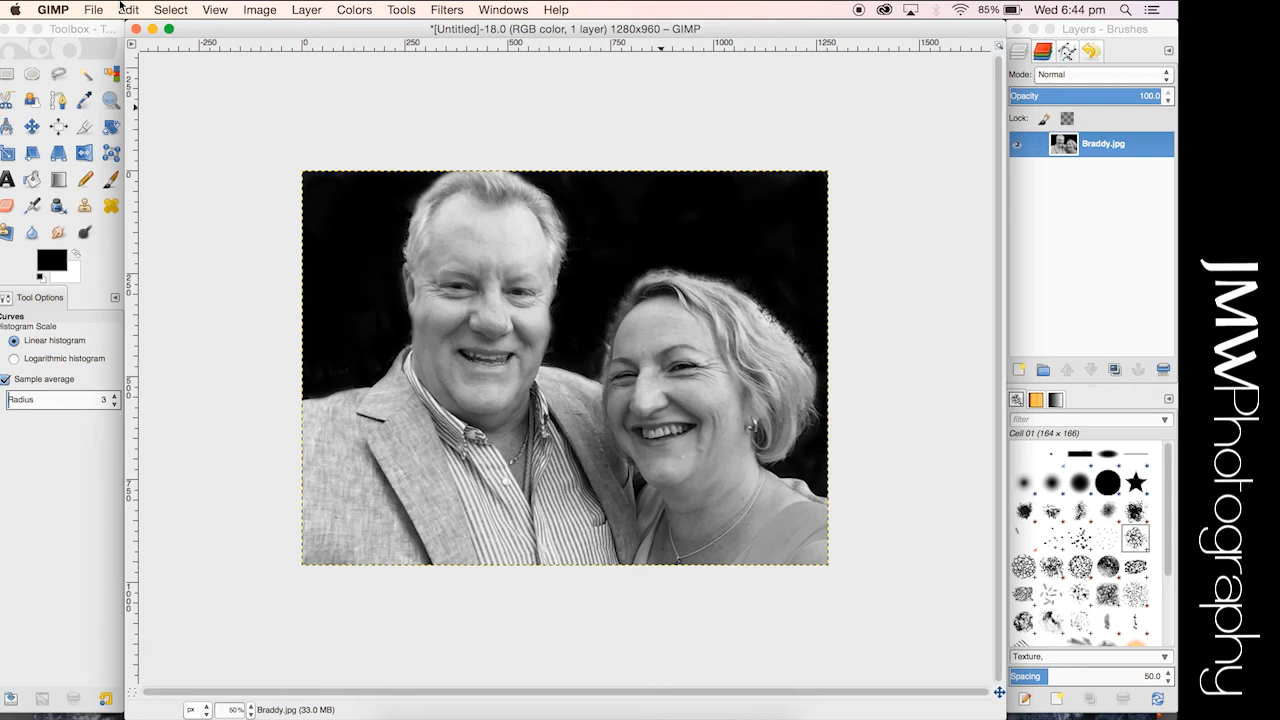 GIMP File Edit Select View Image Layer Colors Tools Filters Windows Help 85% Wed 6:44 pm
Toolbox - T...
*[Untitled]-18.0 (RGB color, 1 layer) 1280x960 – GIMP
Layers - Brushes
-250 0 250 500 750 1000 1250 1500
Mode: Normal
Opacity 100.0
Lock:
Braddy.jpg
Tool Options
Curves
Histogram Scale
Linear histogram
Logarithmic histogram
Sample average
Radius 3
filter
Cell 01 (164 × 166)
Texture,
Spacing 50.0
px 50% Braddy.jpg (33.0 MB)
JMWPhotography